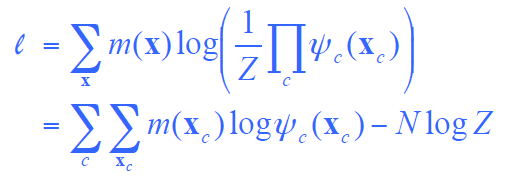 ℓ = ∑_x m(x) log( 1/Z ∏_c ψ_c(x_c) )
= ∑_c ∑_{x_c} m(x_c) log ψ_c(x_c) − N log Z